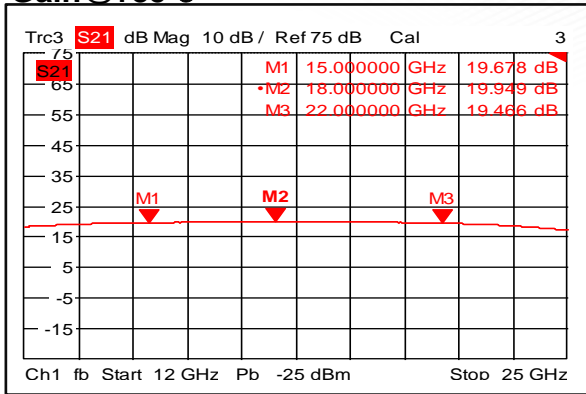 Trc3 S21 dB Mag 10 dB / Ref 75 dB Cal 3
75
S21
M1 15.000000 GHz 19.678 dB
65
•M2 18.000000 GHz 19.949 dB
M3 22.000000 GHz 19.466 dB
55
45
35
M1 M2 M3
25
15
5
-5
-15
Ch1 fb Start 12 GHz Pb -25 dBm Stop 25 GHz